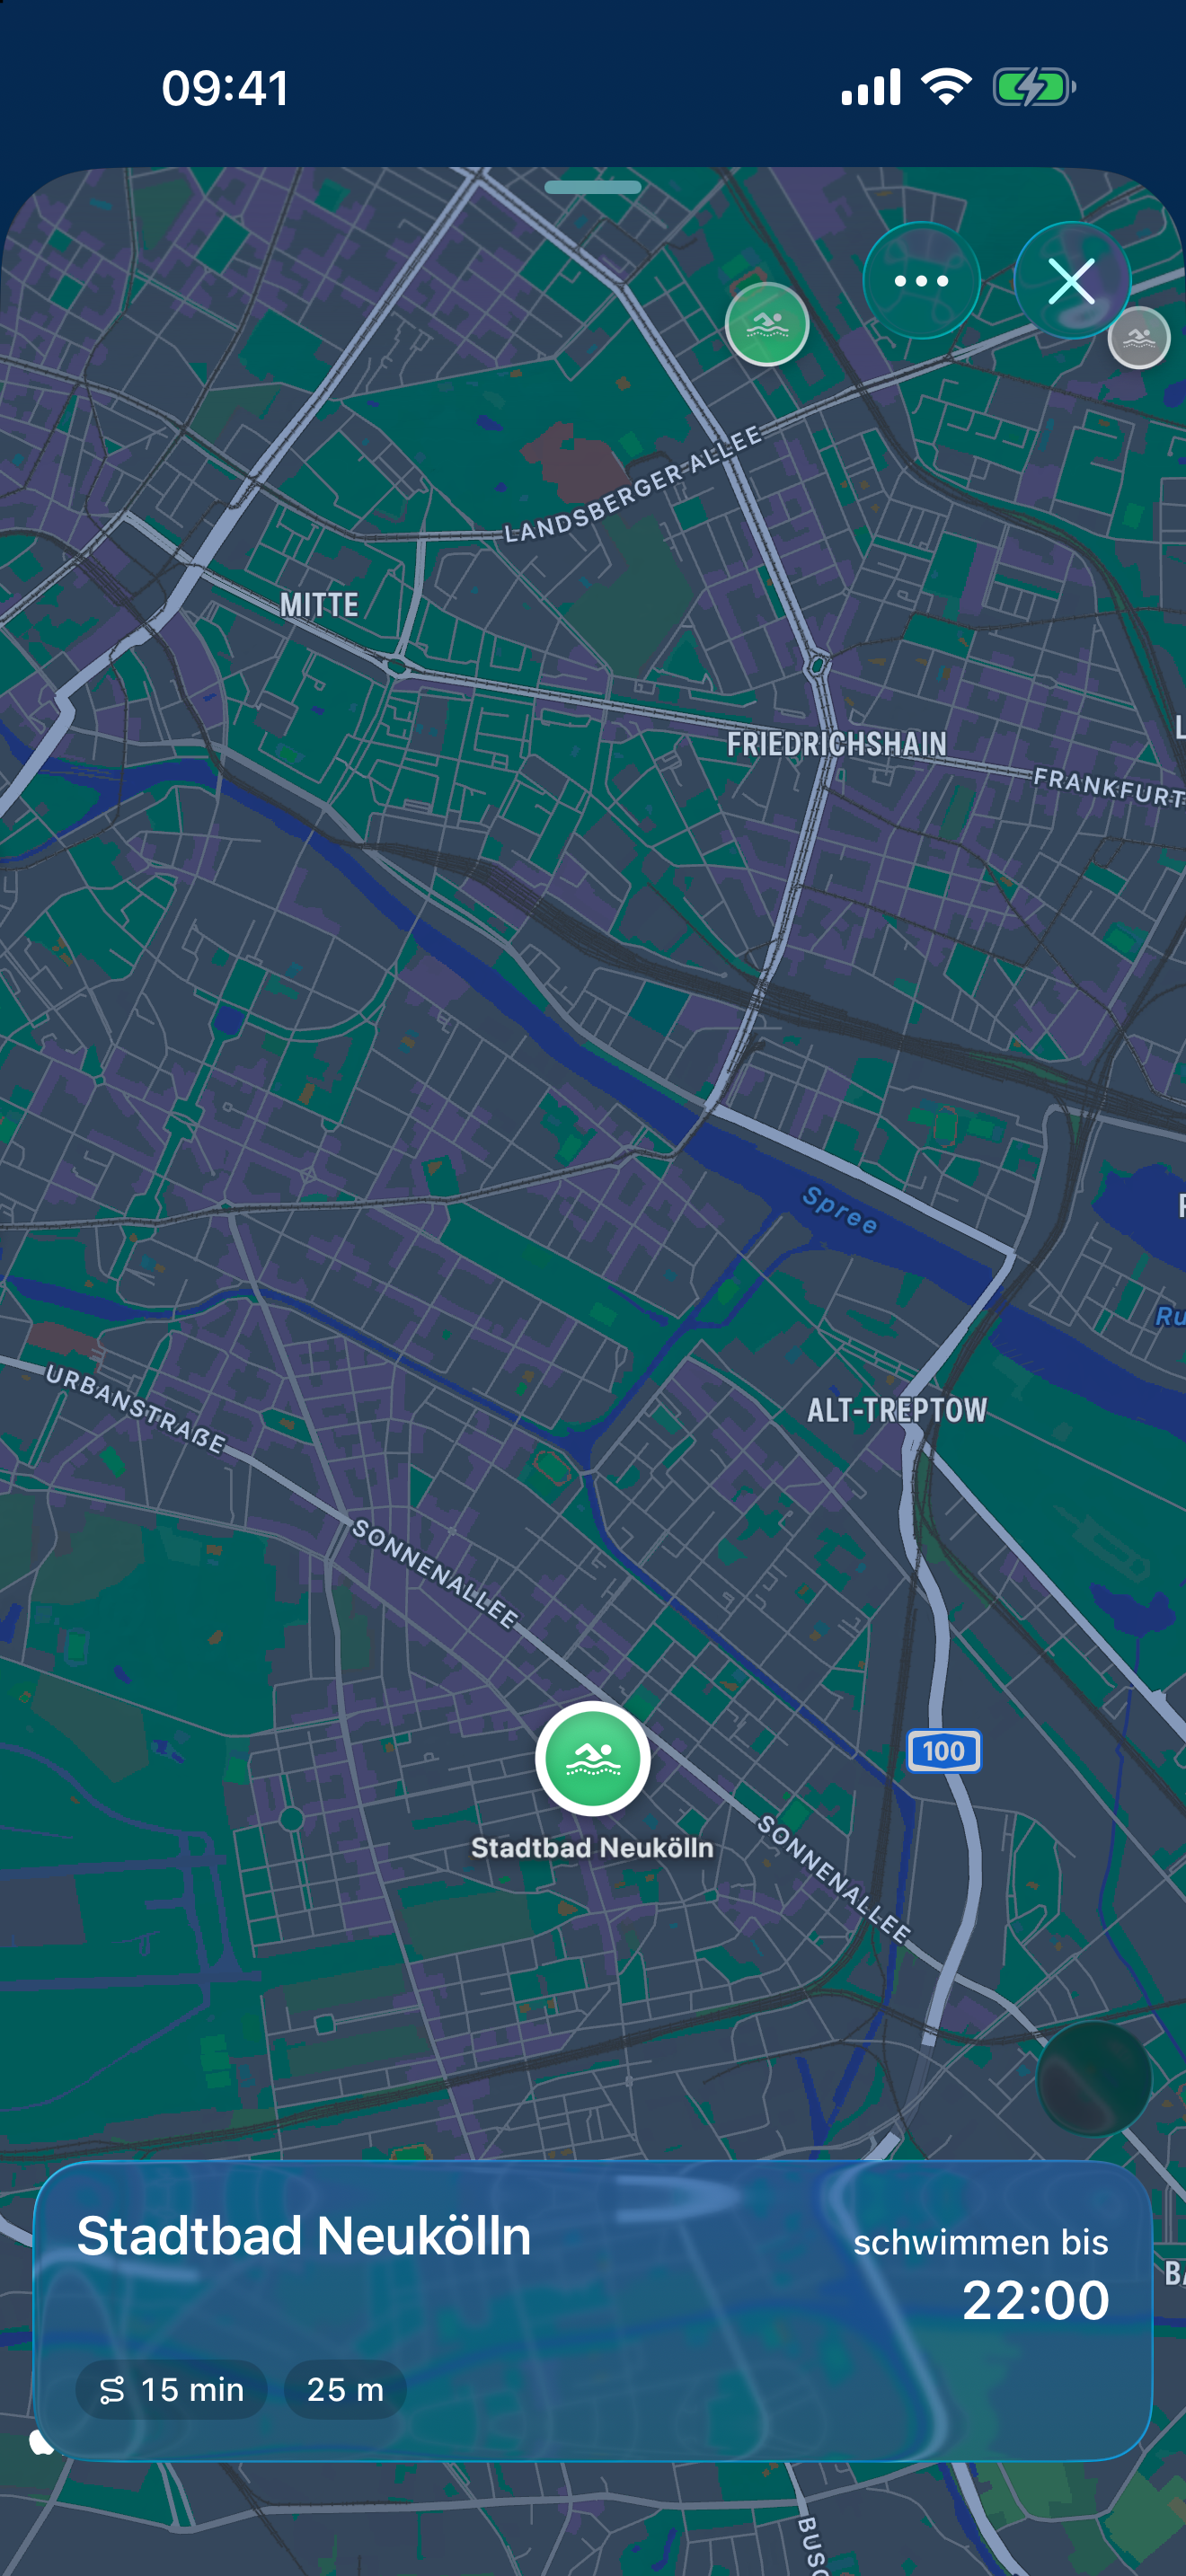 09:41
LANDSBERGER ALLEE
MITTE
FRIEDRICHSHAIN
FRANKFURT
Spree
URBANSTRAẞE
ALT-TREPTOW
SONNENALLEE
100
Stadtbad Neukölln
SONNENALLEE
Stadtbad Neukölln
schwimmen bis
22:00
15 min
25 m